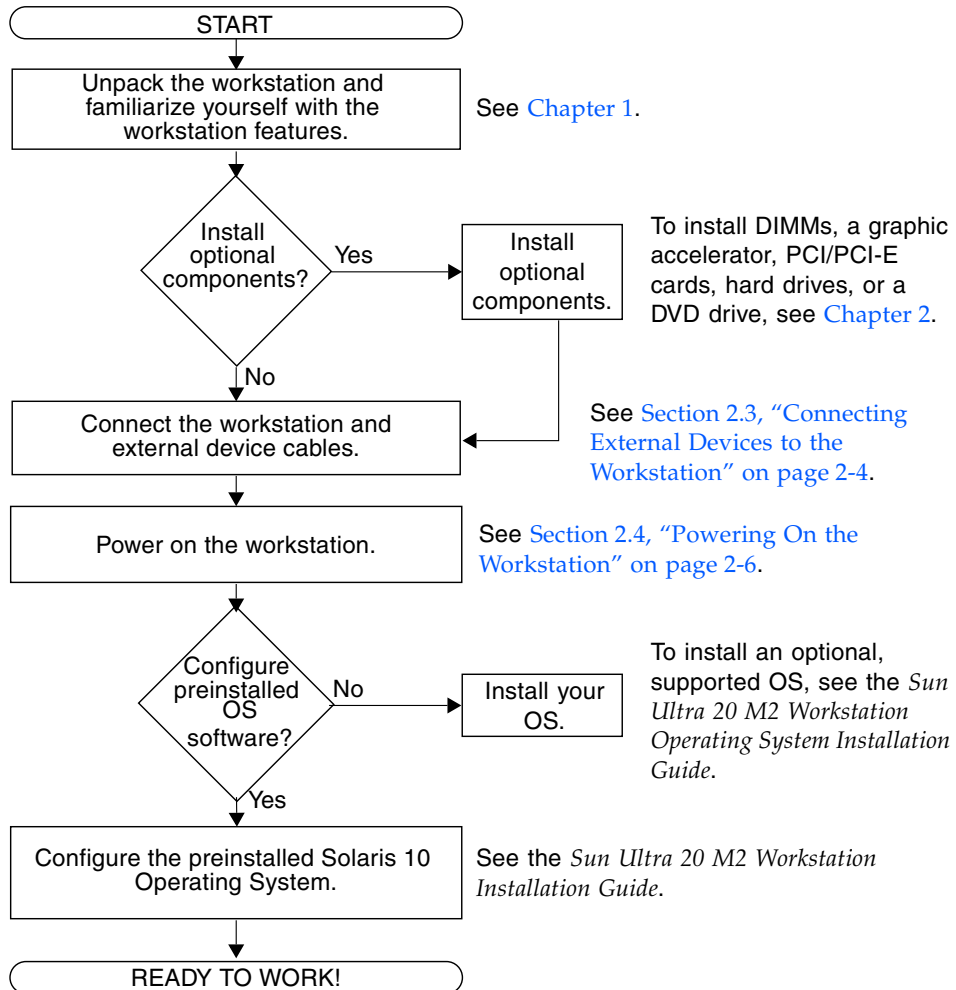 START
Unpack the workstation and
familiarize yourself with the
workstation features.
See Chapter 1.
Install
optional
components?
Yes
Install
optional
components.
To install DIMMs, a graphic
accelerator, PCI/PCI-E
cards, hard drives, or a
DVD drive, see Chapter 2.
No
Connect the workstation and
external device cables.
See Section 2.3, “Connecting
External Devices to the
Workstation” on page 2-4.
Power on the workstation.
See Section 2.4, “Powering On the
Workstation” on page 2-6.
Configure
preinstalled
OS
software?
No
Install your
OS.
To install an optional,
supported OS, see the Sun
Ultra 20 M2 Workstation
Operating System Installation
Guide.
Yes
Configure the preinstalled Solaris 10
Operating System.
See the Sun Ultra 20 M2 Workstation
Installation Guide.
READY TO WORK!